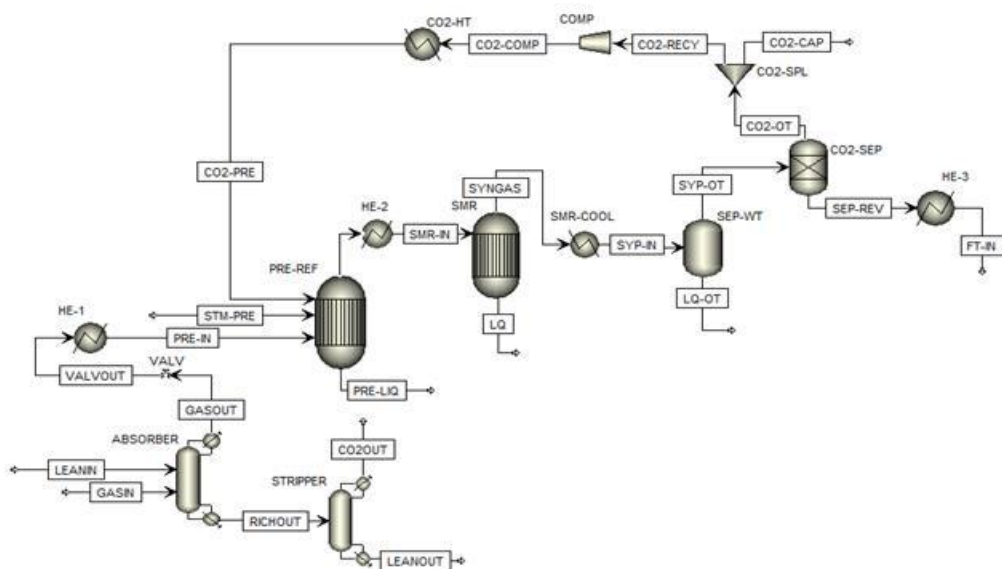 CO2-HT
COMP
CO2-COMP
CO2-RECY
CO2-CAP
CO2-SPL
CO2-OT
CO2-SEP
CO2-PRE
HE-2
SYNGAS
SMR
SMR-IN
SMR-COOL
SYP-OT
SEP-WT
SEP-REV
HE-3
SYP-IN
FT-IN
PRE-REF
HE-1
STM-PRE
PRE-IN
LQ-OT
LQ
VALV
VALVOUT
PRE-LIQ
GASOUT
ABSORBER
CO2OUT
LEANIN
STRIPPER
GASIN
RICHOUT
LEANOUT